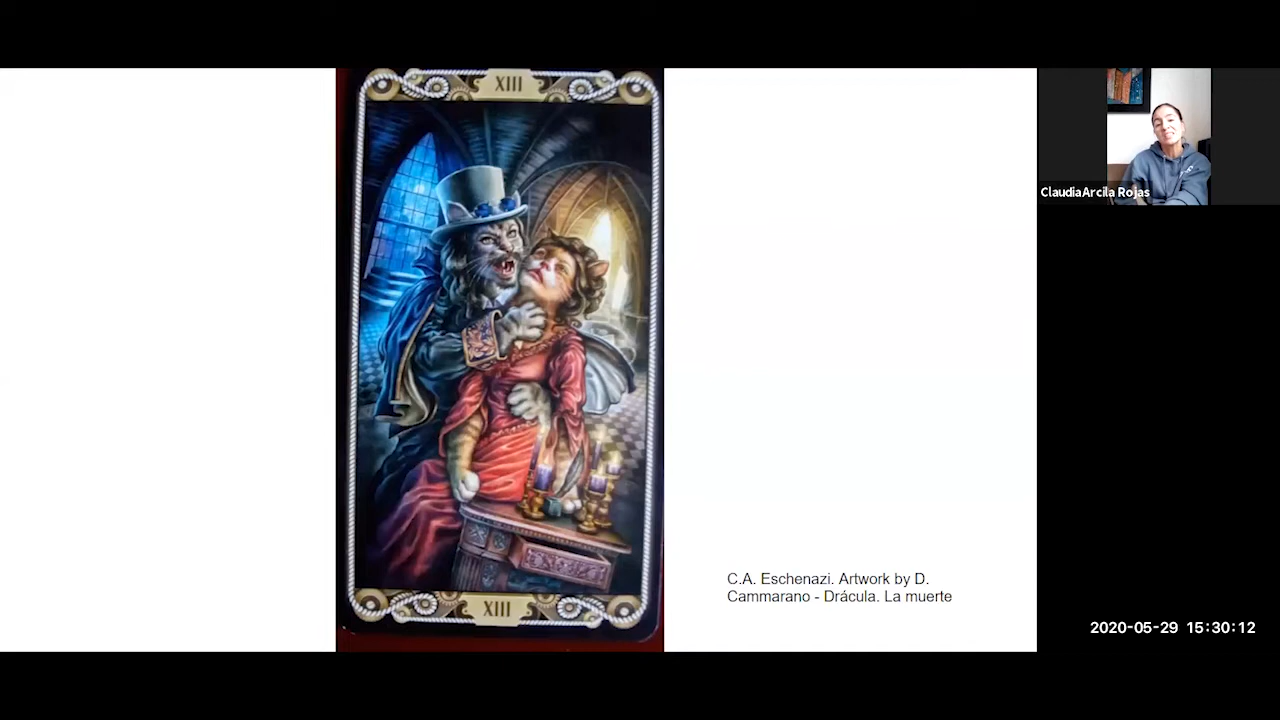 XIII
XIII
C.A. Eschenazi. Artwork by D.
Cammarano - Drácula. La muerte
ClaudiaArcila Rojas
2020-05-29 15:30:12